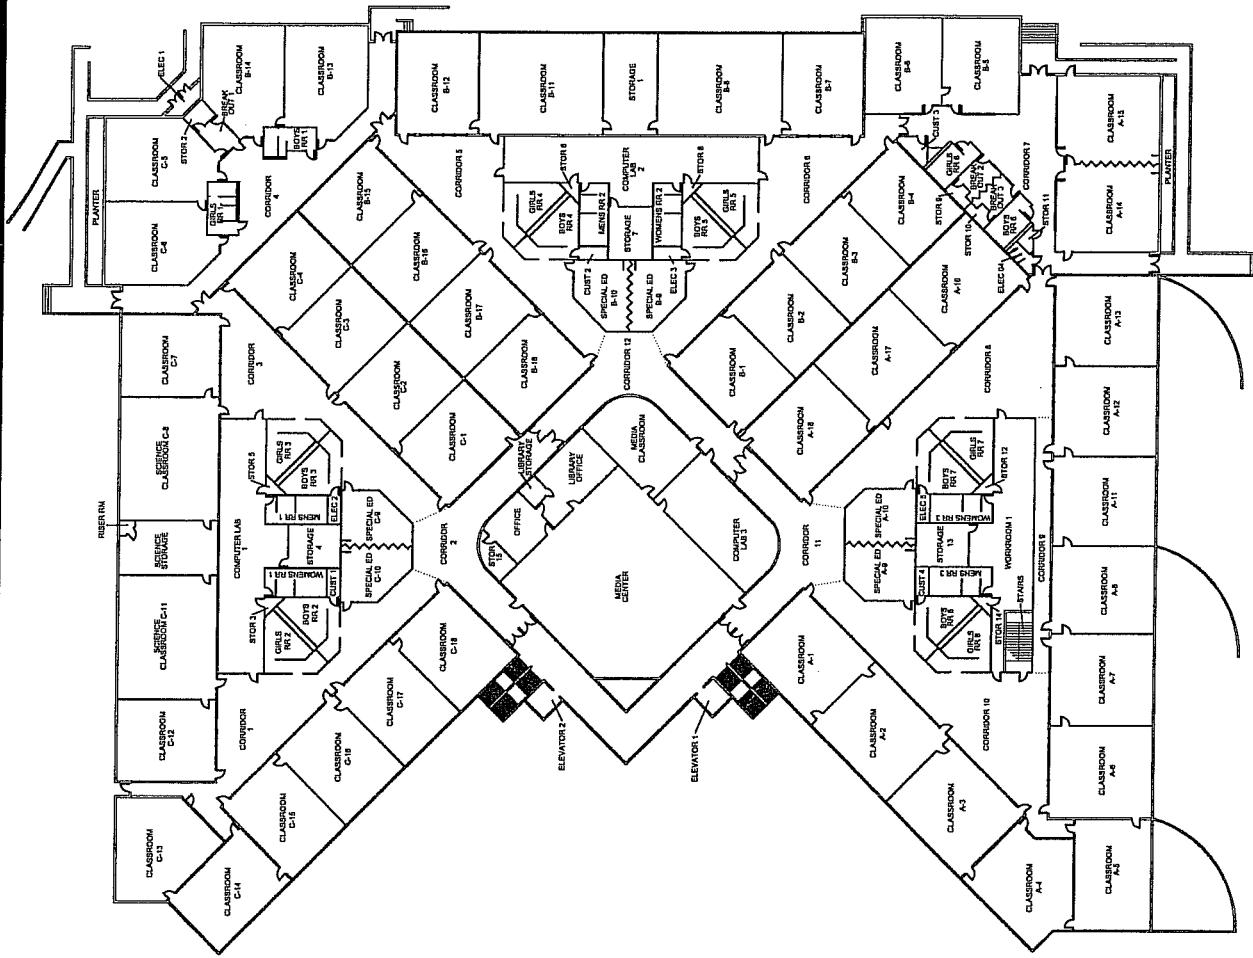 ELEC 1
CLASSROOM
B-14
CLASSROOM
B-13
BREAK
OUT 1
STOR 2
BOYS
RR 1
CLASSROOM
C-5
PLANTER
CLASSROOM
C-6
GIRLS
RR 1
CORRIDOR
4
CLASSROOM
B-12
CLASSROOM
B-11
STORAGE
1
CLASSROOM
B-8
CLASSROOM
B-7
CLASSROOM
B-6
CLASSROOM
B-5
CUST 3
CORRIDOR 5
STOR 6
COMPUTER
LAB
2
STOR 8
GIRLS
RR 4
BOYS
RR 4
MENS RR 2
STORAGE
7
WOMENS RR 2
GIRLS
RR 5
BOYS
RR 5
CUST 2
SPECIAL ED
B-10
SPECIAL ED
B-9
ELEC 3
CORRIDOR 6
GIRLS
RR 6
BREAK
OUT 2
BREAK
OUT 3
BOYS
RR 6
STOR 9
STOR 10
STOR 11
ELEC 04
CORRIDOR 7
CLASSROOM
A-15
CLASSROOM
A-14
PLANTER
CLASSROOM
B-15
CLASSROOM
B-16
CLASSROOM
B-17
CLASSROOM
B-18
CLASSROOM
C-4
CLASSROOM
C-3
CLASSROOM
C-2
CLASSROOM
C-1
CORRIDOR 12
CLASSROOM
B-4
CLASSROOM
B-3
CLASSROOM
B-2
CLASSROOM
B-1
CLASSROOM
A-16
CLASSROOM
A-17
CLASSROOM
A-18
CORRIDOR 8
CLASSROOM
C-7
CORRIDOR
3
SCIENCE
CLASSROOM C-8
RISER RM
SCIENCE
STORAGE
SCIENCE
CLASSROOM C-11
CLASSROOM
C-12
COMPUTER LAB
1
STOR 5
GIRLS
RR 3
BOYS
RR 3
MENS RR 1
ELEC 2
STORAGE
4
WOMENS RR 1
CUST 1
STOR 3
BOYS
RR 2
GIRLS
RR 2
SPECIAL ED
C-9
SPECIAL ED
C-10
CORRIDOR
2
LIBRARY
STORAGE
LIBRARY
OFFICE
MEDIA
CLASSROOM
OFFICE
STOR
15
MEDIA
CENTER
COMPUTER
LAB 3
CORRIDOR
11
SPECIAL ED
A-10
SPECIAL ED
A-9
ELEC 5
CUST 4
WOMENS RR 3
STORAGE
13
MENS RR 3
GIRLS
RR 7
BOYS
RR 7
STOR 12
WORKROOM 1
STOR 14
STAIRS
BOYS
RR 8
GIRLS
RR 8
CORRIDOR 9
CLASSROOM
A-13
CLASSROOM
A-12
CLASSROOM
A-11
CLASSROOM
A-8
CLASSROOM
A-7
CLASSROOM
A-6
CLASSROOM
A-5
CORRIDOR
1
CLASSROOM
C-18
CLASSROOM
C-17
CLASSROOM
C-16
CLASSROOM
C-15
CLASSROOM
C-14
CLASSROOM
C-13
ELEVATOR 2
ELEVATOR 1
CLASSROOM
A-1
CLASSROOM
A-2
CLASSROOM
A-3
CLASSROOM
A-4
CORRIDOR 10